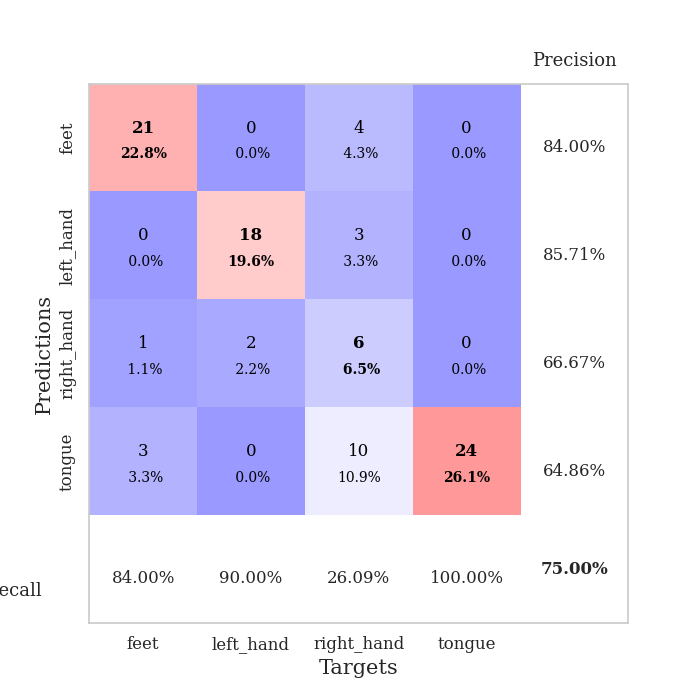 Precision
feet
21 0 4 0
22.8% 0.0% 4.3% 0.0%
84.00%
left_hand
0 18 3 0
0.0% 19.6% 3.3% 0.0%
85.71%
right_hand
1 2 6 0
1.1% 2.2% 6.5% 0.0%
66.67%
tongue
3 0 10 24
3.3% 0.0% 10.9% 26.1%
64.86%
Predictions
ecall
84.00% 90.00% 26.09% 100.00%
75.00%
feet left_hand right_hand tongue
Targets